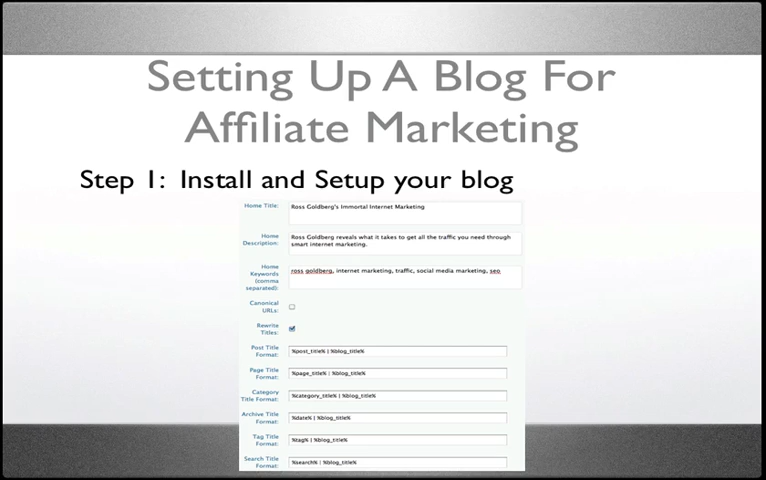 Setting Up A Blog For
Affiliate Marketing
Step 1: Install and Setup your blog
Home Title:
Ross Goldberg's Immortal Internet Marketing
Home
Description:
Ross Goldberg reveals what it takes to get all the traffic you need through
smart internet marketing.
Home
Keywords
(comma
separated):
ross goldberg, internet marketing, traffic, social media marketing, seo
Canonical
URLs:
Rewrite
Titles:
Post Title
Format:
%post_title% | %blog_title%
Page Title
Format:
%page_title% | %blog_title%
Category
Title Format:
%category_title% | %blog_title%
Archive Title
Format:
%date% | %blog_title%
Tag Title
Format:
%tag% | %blog_title%
Search Title
Format:
%search% | %blog_title%